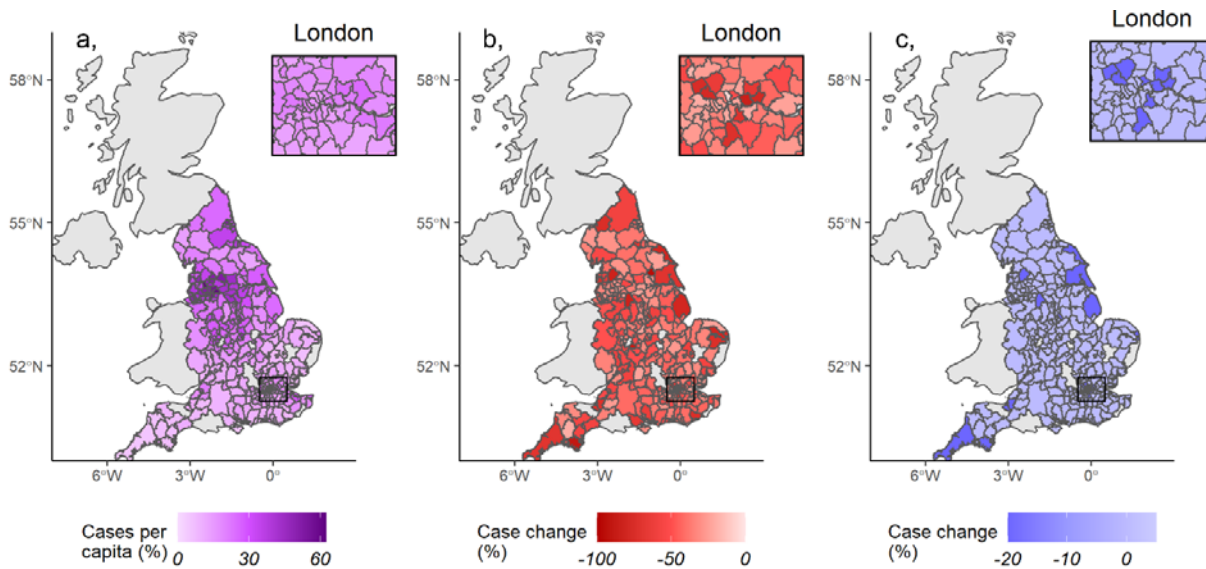 a,
London
58°N
55°N
52°N
6°W 3°W 0°
Cases per
capita (%)
0 30 60
b,
London
58°N
55°N
52°N
6°W 3°W 0°
Case change
(%)
-100 -50 0
c,
London
58°N
55°N
52°N
6°W 3°W 0°
Case change
(%)
-20 -10 0